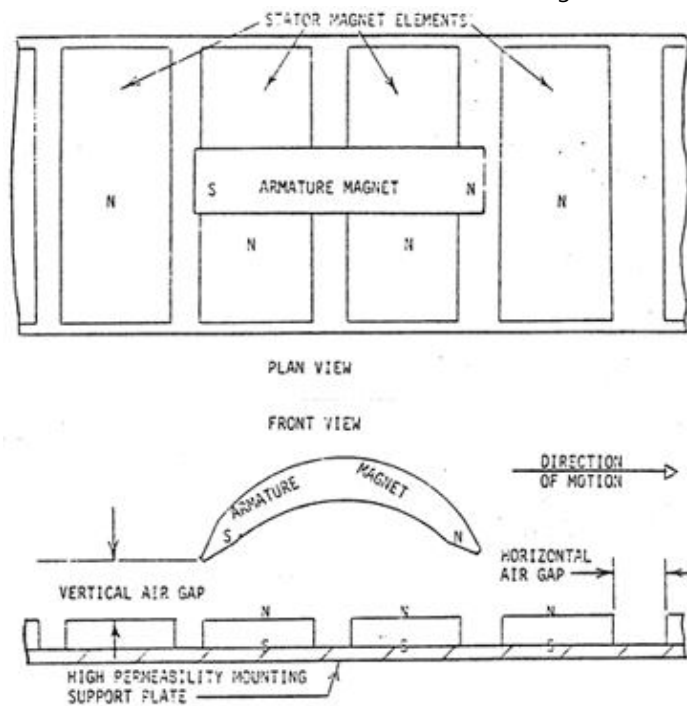 STATOR MAGNET ELEMENTS
S ARMATURE MAGNET N
N N
N N
PLAN VIEW
FRONT VIEW
DIRECTION
OF MOTION
ARMATURE MAGNET
S N
HORIZONTAL
AIR GAP
VERTICAL AIR GAP
N N N
S S S
HIGH PERMEABILITY MOUNTING
SUPPORT PLATE